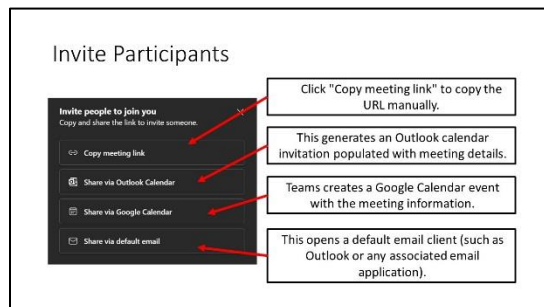 Invite Participants
Invite people to join you
Copy and share the link to invite someone.
Copy meeting link
Share via Outlook Calendar
Share via Google Calendar
Share via default email
Click "Copy meeting link" to copy the
URL manually.
This generates an Outlook calendar
invitation populated with meeting details.
Teams creates a Google Calendar event
with the meeting information.
This opens a default email client (such as
Outlook or any associated email
application).